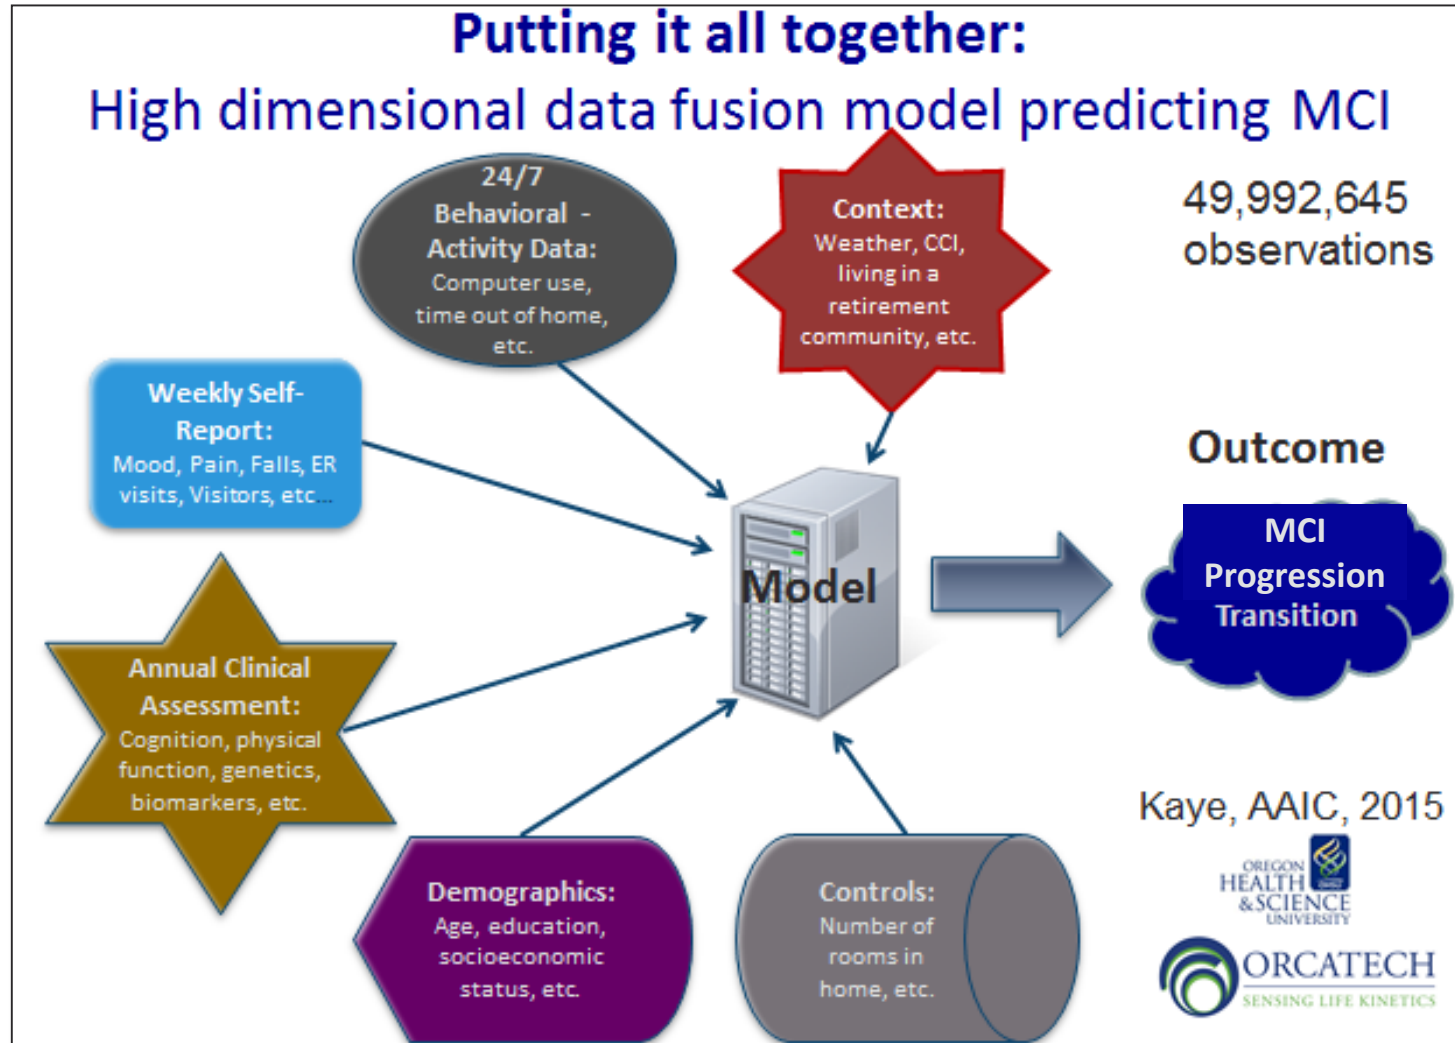 Putting it all together:
High dimensional data fusion model predicting MCI
24/7
Behavioral -
Activity Data:
Computer use,
time out of home,
etc.
Context:
Weather, CCI,
living in a
retirement
community, etc.
49,992,645
observations
Weekly Self-
Report:
Mood, Pain, Falls, ER
visits, Visitors, etc...
Model
Outcome
MCI
Progression
Transition
Annual Clinical
Assessment:
Cognition, physical
function, genetics,
biomarkers, etc.
Demographics:
Age, education,
socioeconomic
status, etc.
Controls:
Number of
rooms in
home, etc.
Kaye, AAIC, 2015
OREGON
HEALTH
&SCIENCE
UNIVERSITY
ORCATECH
SENSING LIFE KINETICS